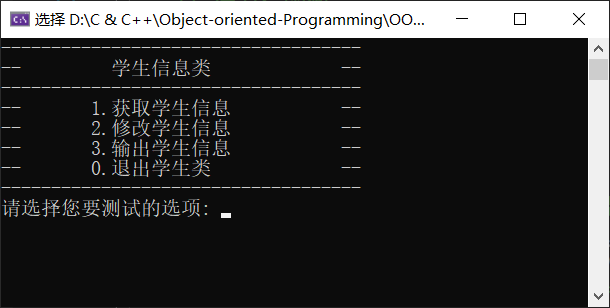 选择 D:\C & C++\Object-oriented-Programming\OO...
------------------------------------
-- 学生信息类 --
------------------------------------
-- 1.获取学生信息 --
-- 2.修改学生信息 --
-- 3.输出学生信息 --
-- 0.退出学生类 --
------------------------------------
请选择您要测试的选项: